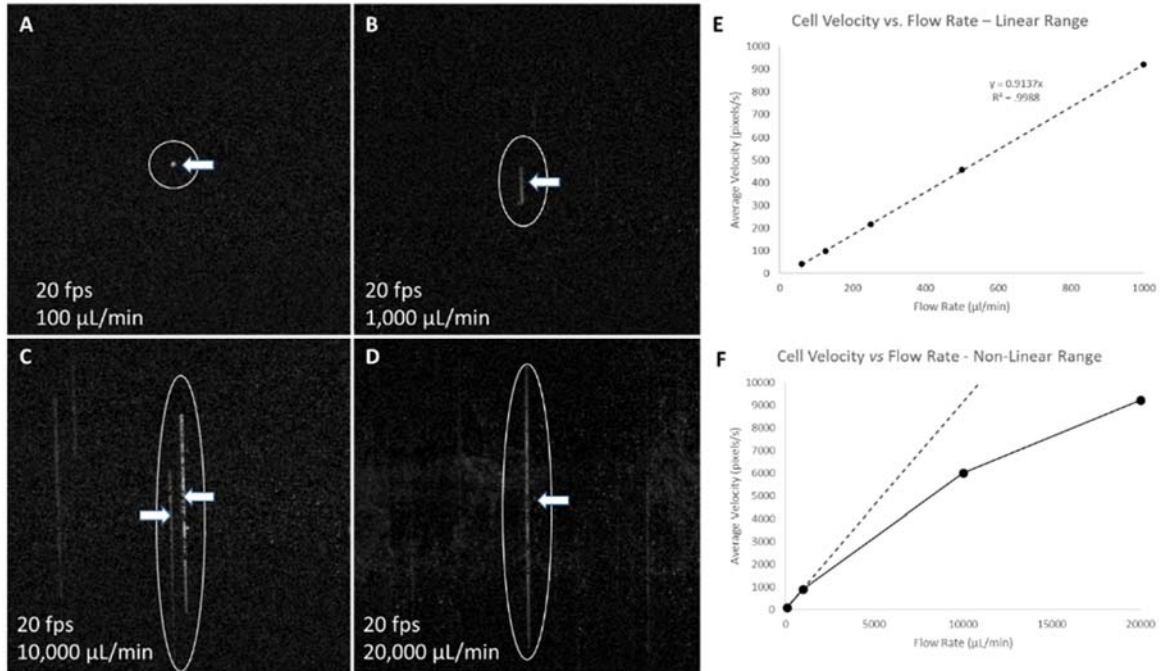 A
20 fps
100 µL/min
B
20 fps
1,000 µL/min
C
20 fps
10,000 µL/min
D
20 fps
20,000 µL/min
E
Cell Velocity vs. Flow Rate – Linear Range
Average Velocity (pixels/s)
1000
900
800
700
600
500
400
300
200
100
0
y = 0.9137x
R² = .9988
0
200
400
600
800
1000
Flow Rate (µl/min)
F
Cell Velocity vs Flow Rate - Non-Linear Range
Average Velocity (pixels/s)
10000
9000
8000
7000
6000
5000
4000
3000
2000
1000
0
0
5000
10000
15000
20000
Flow Rate (µL/min)